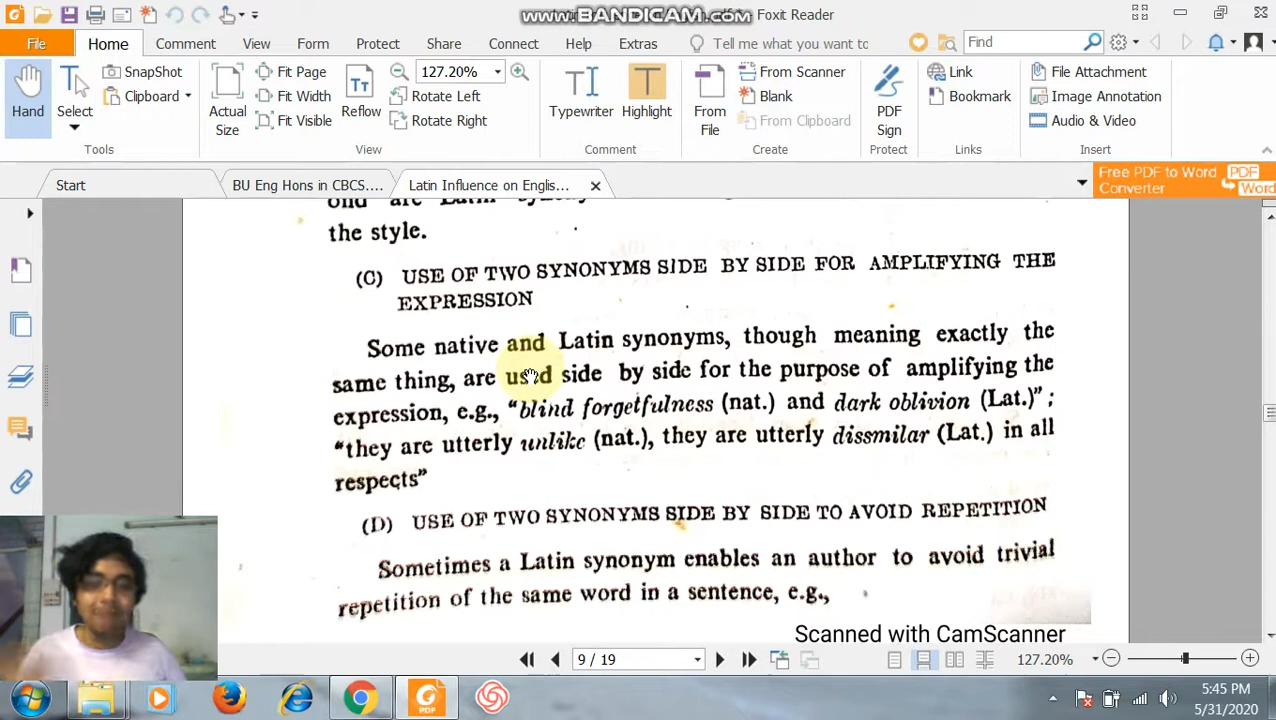 www.BANDICAM.com
Foxit Reader
File
Home
Comment
View
Form
Protect
Share
Connect
Help
Extras
Tell me what you want to
Find
Hand
Select
SnapShot
Clipboard
Tools
Actual
Size
Fit Page
Fit Width
Fit Visible
Reflow
127.20%
Rotate Left
Rotate Right
View
Typewriter
Highlight
Comment
From
File
From Scanner
Blank
From Clipboard
Create
PDF
Sign
Protect
Link
Bookmark
Links
File Attachment
Image Annotation
Audio & Video
Insert
Start
BU Eng Hons in CBCS....
Latin Influence on Englis...
Free PDF to Word
Converter
PDF
Word
the style.
(C) USE OF TWO SYNONYMS SIDE BY SIDE FOR AMPLIFYING THE
EXPRESSION
Some native and Latin synonyms, though meaning exactly the
same thing, are used side by side for the purpose of amplifying the
expression, e.g., "blind forgetfulness (nat.) and dark oblivion (Lat.)" ;
"they are utterly unlike (nat.), they are utterly dissmilar (Lat.) in all
respects"
(D) USE OF TWO SYNONYMS SIDE BY SIDE TO AVOID REPETITION
Sometimes a Latin synonym enables an author to avoid trivial
repetition of the same word in a sentence, e.g.,
Scanned with CamScanner
9 / 19
127.20%
PDF
5:45 PM
5/31/2020